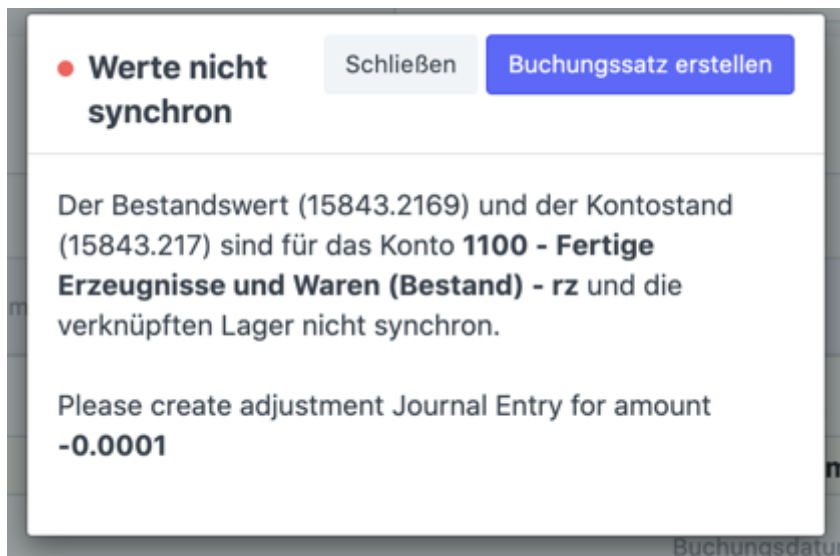 Werte nicht
synchron
Schließen
Buchungssatz erstellen
Der Bestandswert (15843.2169) und der Kontostand
(15843.217) sind für das Konto 1100 - Fertige
Erzeugnisse und Waren (Bestand) - rz und die
verknüpften Lager nicht synchron.
Please create adjustment Journal Entry for amount
-0.0001